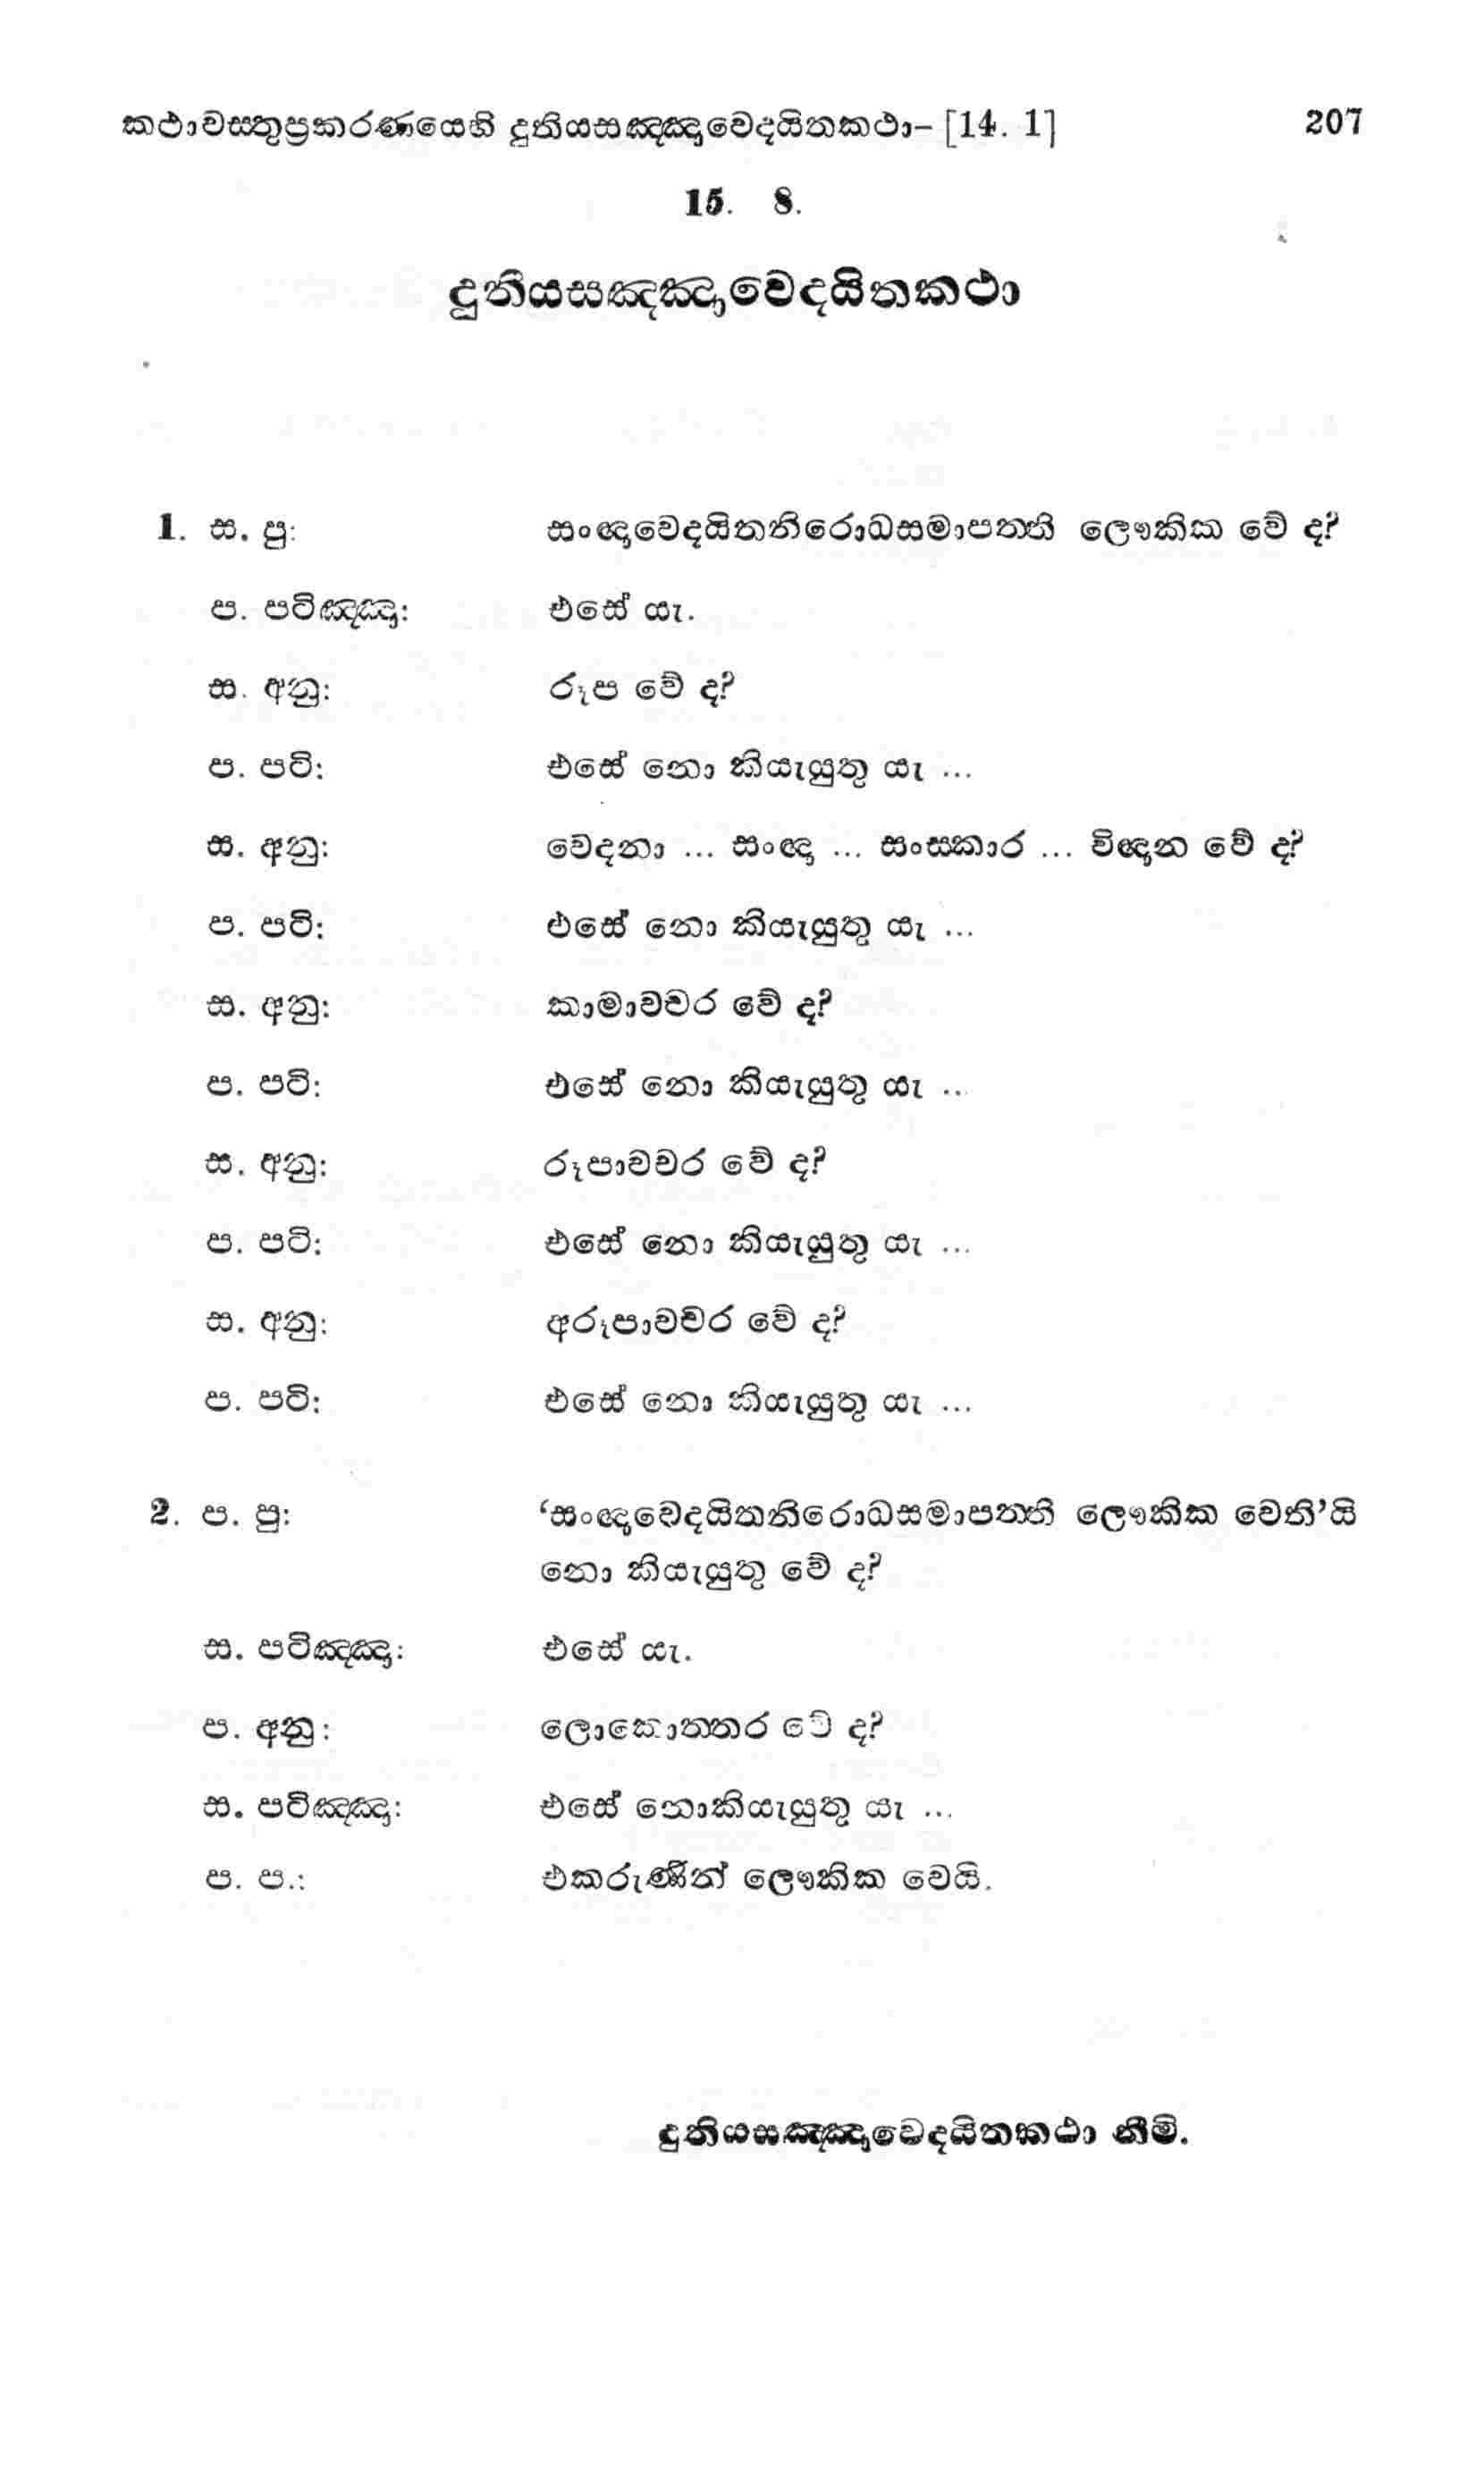 කථාවස්තුප්‍රකරණයෙහි දුතියසඤ්ඤාවෙදයිතකථා– [14. 1] 207
15. 8.
දුතියසඤ්ඤාවෙදයිතකථා
1. ස. පු: සංඥාවෙදයිතනිරොධසමාපත්ති ලෞකික වේ ද?
ප. පටිඤ්ඤා: එසේ යැ.
ස. අනු: රූප වේ ද?
ප. පටි: එසේ නො කියැයුතු යැ ...
ස. අනු: වෙදනා ... සංඥා ... සංස්කාර ... විඥාන වේ ද?
ප. පටි: එසේ නො කියැයුතු යැ ...
ස. අනු: කාමාවචර වේ ද?
ප. පටි: එසේ නො කියැයුතු යැ ...
ස. අනු: රූපාවචර වේ ද?
ප. පටි: එසේ නො කියැයුතු යැ ...
ස. අනු: අරූපාවචර වේ ද?
ප. පටි: එසේ නො කියැයුතු යැ ...
2. ප. පු: ‘සංඥාවෙදයිතනිරොධසමාපත්ති ලෞකික වෙති’යි
නො කියැයුතු වේ ද?
ස. පටිඤ්ඤා: එසේ යැ.
ප. අනු: ලොකොත්තර වේ ද?
ස. පටිඤ්ඤා: එසේ නොකියැයුතු යැ ...
ප. ප.: එකරුණින් ලෞකික වෙයි.
දුතියසඤ්ඤාවෙදයිතකථා නිමි.